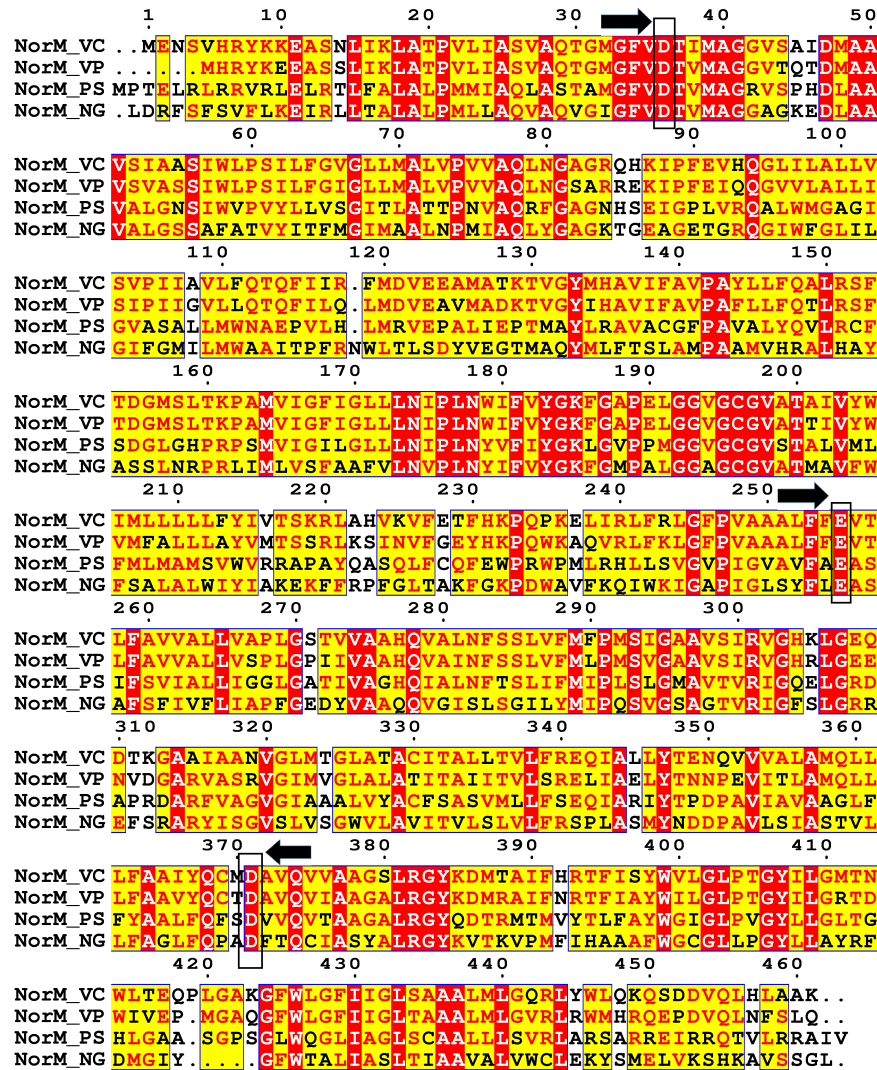 1 10 20 30 40 50
NorM_VC ..MENSVHRYKKEASNLIKLATPVLIASVAQTGMGFVDTIMAGGVSAIDMAA
NorM_VP .....MHRYKEEASSLIKLATPVLIASVAQTGMGFVDTVMAGGVTQTDMAA
NorM_PS MPTELRLRRVRLELRTLFALALPMMIAQLASTAMGFVDTVMAGRVSPHDLAA
NorM_NG .LDRFSFSVFLKEIRLLTALALPMLLAQVAQVGIGFVDTVMAGGAGKEDLAA
60 70 80 90 100
NorM_VC VSIAASIWLPSILFGVGLLMALVPVVAQLNGAGRQHKIPFEVHQGLILALLV
NorM_VP VSVASSIWLPSILFGIGLLMALVPVVAQLNGSARREKIPFEIQQGVVLALLI
NorM_PS VALGNSIWVPVYLLVSGITLATTPNVAQRFGAGNHSEIGPLVRQALWMGAGI
NorM_NG VALGSSAFATVYITFMGIMAALNPMIAQLYGAGKTGEAGETGRQGIWFGLIL
110 120 130 140 150
NorM_VC SVPIIAVLFQTQFIIR.FMDVEEAMATKTVGYMHAVIFAVPAYLLFQALRSF
NorM_VP SIPIIGVLLQTQFILQ.LMDVEAVMADKTVGYIHAVIFAVPAFLLFQTLRSF
NorM_PS GVASALLMWNAEPVLH.LMRVEPALIEPTMAYLRAVACGFPAVALYQVLRCF
NorM_NG GIFGMILMWAAITPFRNWLTLSDYVEGTMAQYMLFTSLAMPAAMVHRALHAY
160 170 180 190 200
NorM_VC TDGMSLTKPAMVIGFIGLLLNIPLNWIFVYGKFGAPELGGVGCGVATAIVYW
NorM_VP TDGMSLTKPAMVIGFIGLLLNIPLNWIFVYGKFGAPELGGVGCGVATTIVYW
NorM_PS SDGLGHPRPSMVIGILGLLLNIPLNYVFIYGKLGVPPMGGVGCGVSTALVML
NorM_NG ASSLNRPRLIMLVSFAAFVLNVPLNYIFVYGKFGMPALGGAGCGVATMAVFW
210 220 230 240 250
NorM_VC IMLLLLLFYIVTSKRLAHVKVFETFHKPQPKELIRLFRLGFPVAAALFFEVT
NorM_VP VMFALLLAYVMTSSRLKSINVFGEYHKPQWKAQVRLFKLGFPVAAALFFEVT
NorM_PS FMLMAMSVWVRRAPAYQASQLFCQFEWPRWPMLRHLLSVGVPIGVAVFAEAS
NorM_NG FSALALWIYIAKEKFFRPFGLTAKFGKPDWAVFKQIWKIGAPIGLSYFLEAS
260 270 280 290 300
NorM_VC LFAVVALLVAPLGSTVVAAHQVALNFSSLVFMFPMSIGAAVSIRVGHKLGEQ
NorM_VP LFAVVALLVSPLGPIIVAAHQVAINFSSLVFMLPMSVGAAVSIRVGHRLGEE
NorM_PS IFSVIALLIGGLGATIVAGHQIALNFTSLIFMIPLSLGMAVTVRIGQELGRD
NorM_NG AFSFIVFLIAPFGEDYVAAQQVGISLSGILYMIPQSVGSAGTVRIGFSLGRR
310 320 330 340 350 360
NorM_VC DTKGAAIAANVGLMTGLATACITALLTVLFREQIALLYTENQVVVALAMQLL
NorM_VP NVDGARVASRVGIMVGLALATITAIITVLSRELIAELYTNNPEVITLAMQLL
NorM_PS APRDARFVAGVGIAAALVYACFSASVMLLFSEQIARIYTPDPAVIAVAAGLF
NorM_NG EFSRARYISGVSLVSGWVLAVITVLSLVLFRSPLASMYNDDPAVLSIASTVL
370 380 390 400 410
NorM_VC LFAAIYQCMDAVQVVAAGSLRGYKDMTAIFHRTFISYWVLGLPTGYILGMTN
NorM_VP LFAAVYQCTDAVQVIAAGALRGYKDMRAIFNRTFIAYWILGLPTGYILGRTD
NorM_PS FYAALFQFSDVVQVTAAGALRGYQDTRMTMVYTLFAYWGIGLPVGYLLGLTG
NorM_NG LFAGLFQPADFTQCIASYALRGYKVTKVPMFIHAAAFWGCGLLPGYLLAYRF
420 430 440 450 460
NorM_VC WLTEQPLGAKGFWLGFIIGLSAAALMLGQRLYWLQKQSDDVQLHLAAK..
NorM_VP WIVEP.MGAQGFWLGFIIGLTAAALMLGVRLRWMHRQEPDVQLNFSLQ..
NorM_PS HLGAA.SGPSGLWQGLIAGLSCAALLLSVRLARSARREIRRQTVLRRAIV
NorM_NG DMGIY....GFWTALIASLTIAAVALVWCLEKYSMELVKSHKAVSSGL.